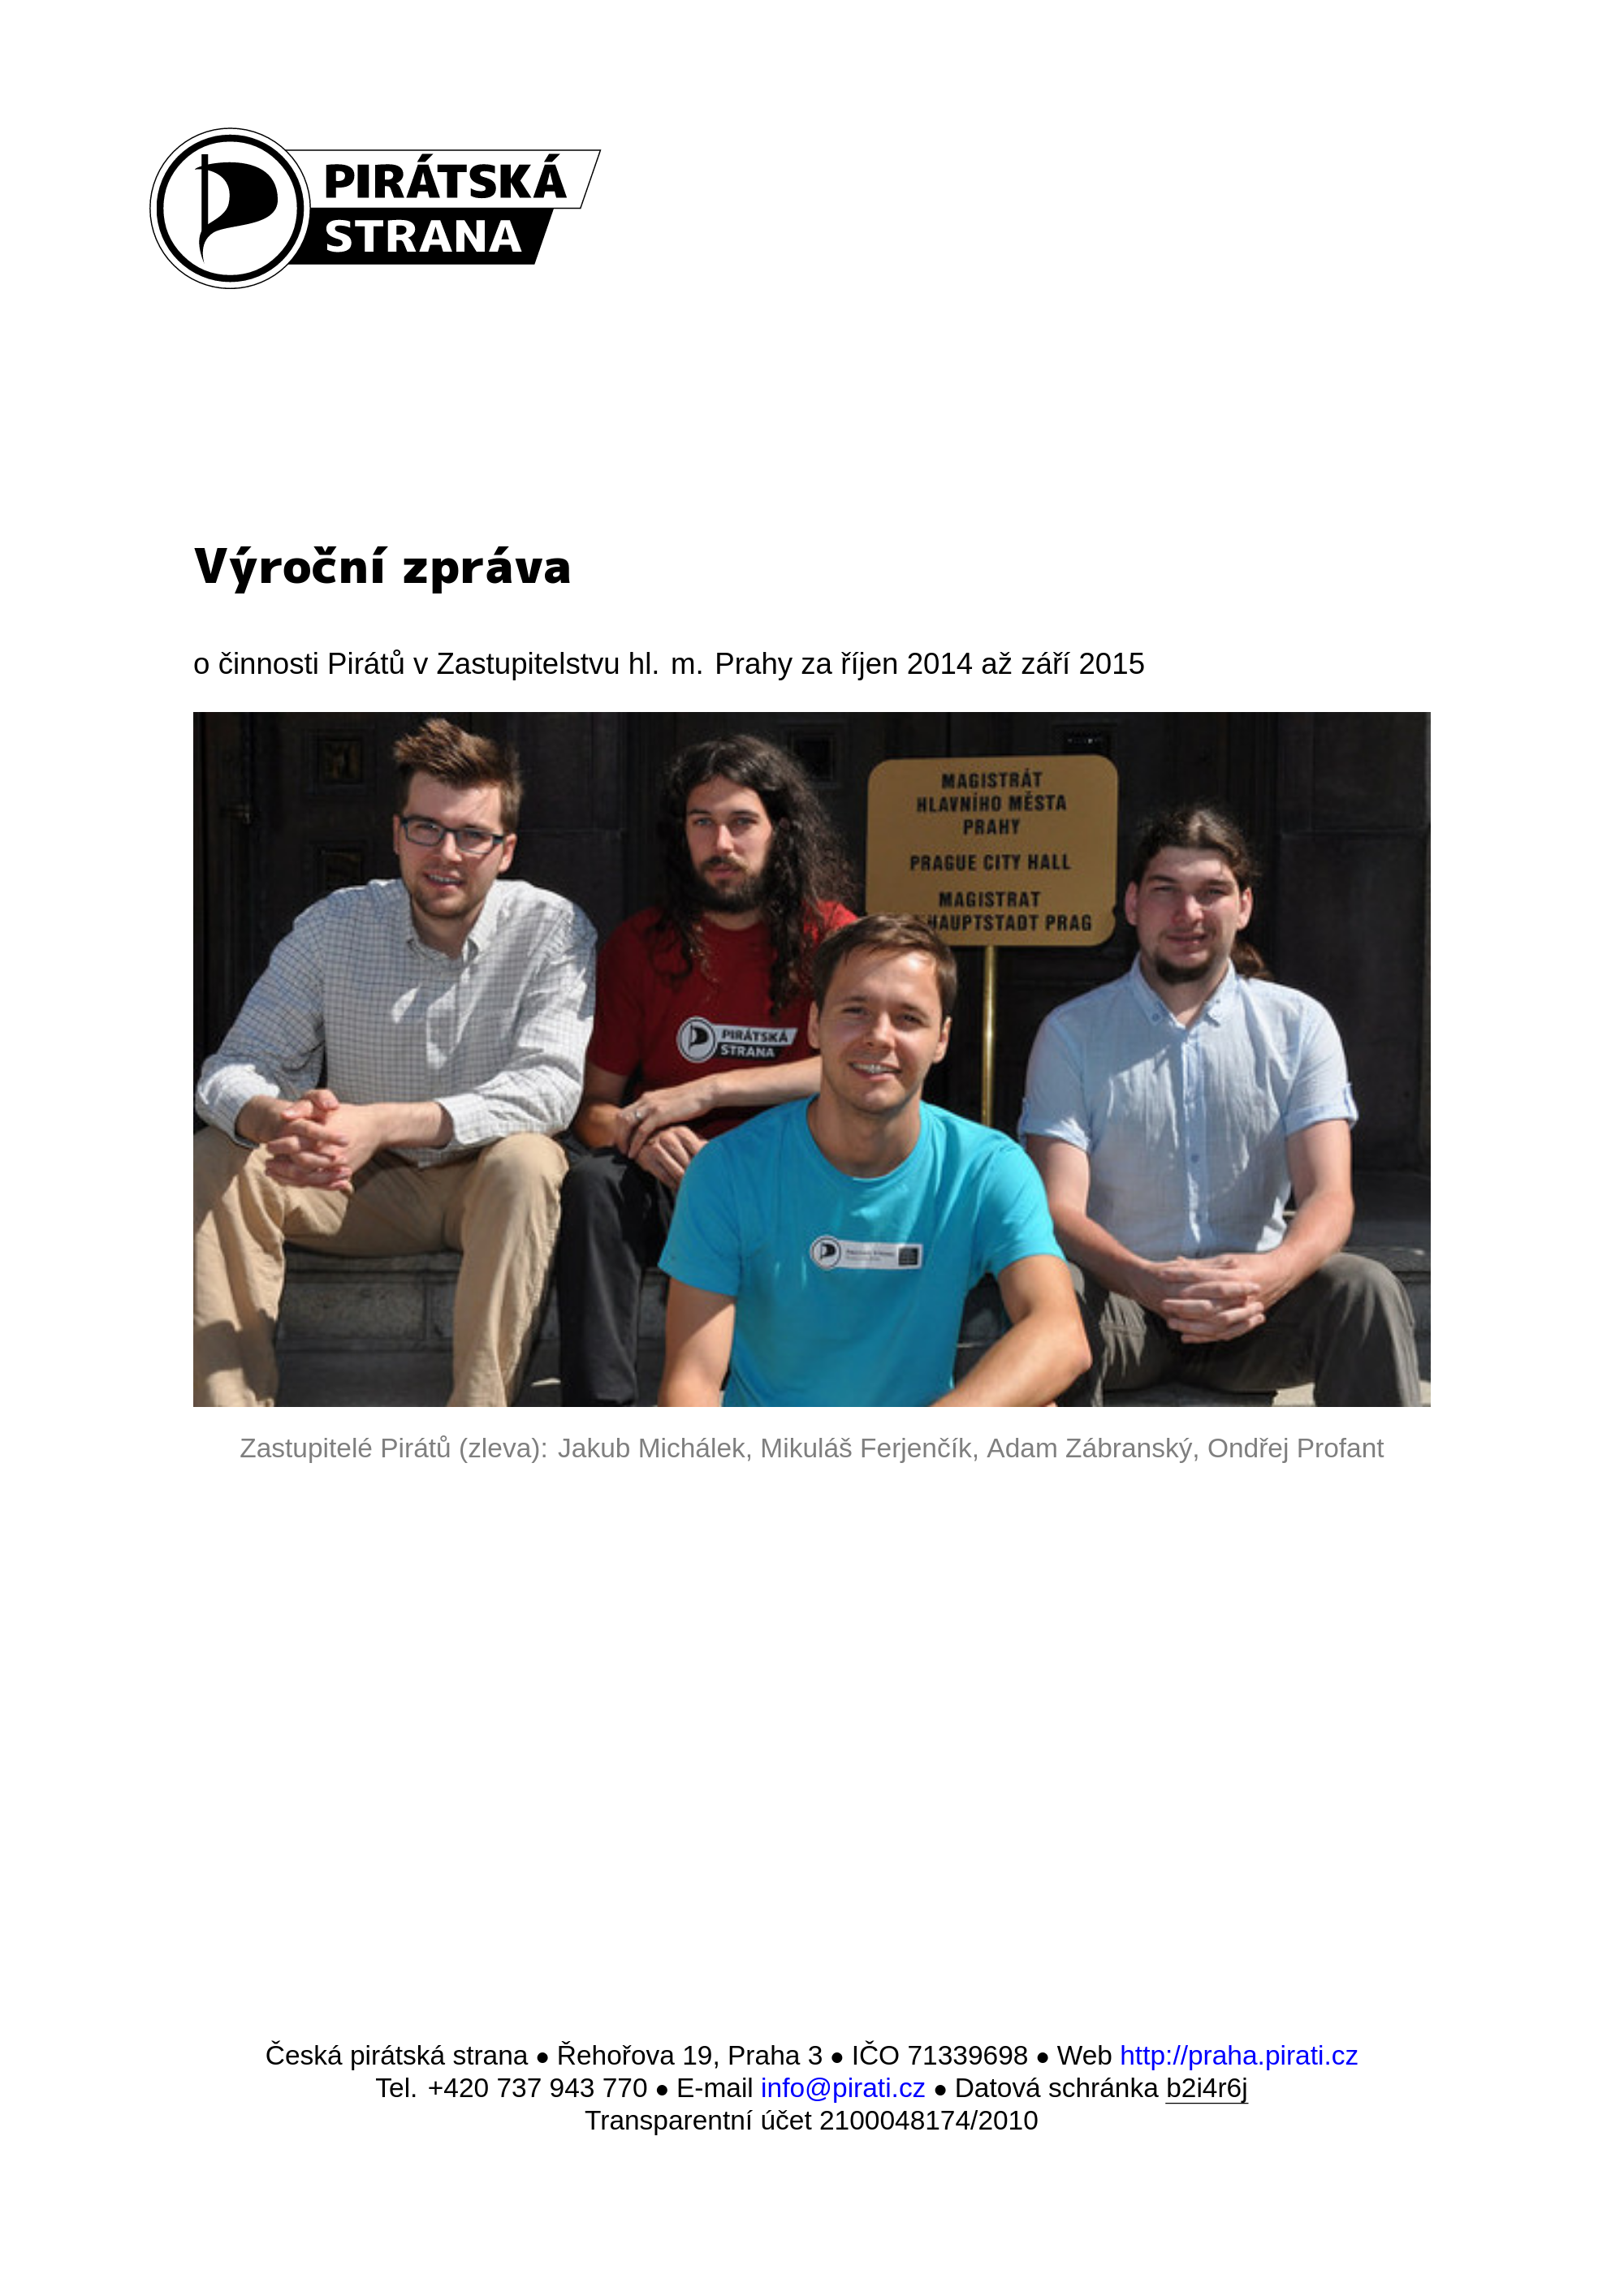 PIRÁTSKÁ
STRANA
Výroční zpráva
o činnosti Pirátů v Zastupitelstvu hl. m. Prahy za říjen 2014 až září 2015
MAGISTRÁT
HLAVNÍHO MĚSTA
PRAHY
PRAGUE CITY HALL
MAGISTRAT
HAUPTSTADT PRAG
PIRÁTSKÁ
STRANA
Zastupitelé Pirátů (zleva): Jakub Michálek, Mikuláš Ferjenčík, Adam Zábranský, Ondřej Profant
Česká pirátská strana ● Řehořova 19, Praha 3 ● IČO 71339698 ● Web http://praha.pirati.cz
Tel. +420 737 943 770 ● E-mail info@pirati.cz ● Datová schránka b2i4r6j
Transparentní účet 2100048174/2010